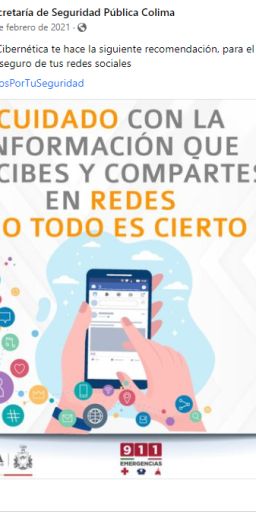 cretaría de Seguridad Pública Colima
de febrero de 2021 ·
Cibernética te hace la siguiente recomendación, para el
seguro de tus redes sociales
osPorTuSeguridad
CUIDADO CON LA
NFORMACIÓN QUE
CIBES Y COMPARTES
EN REDES
O TODO ES CIERTO
911
EMERGENCIAS